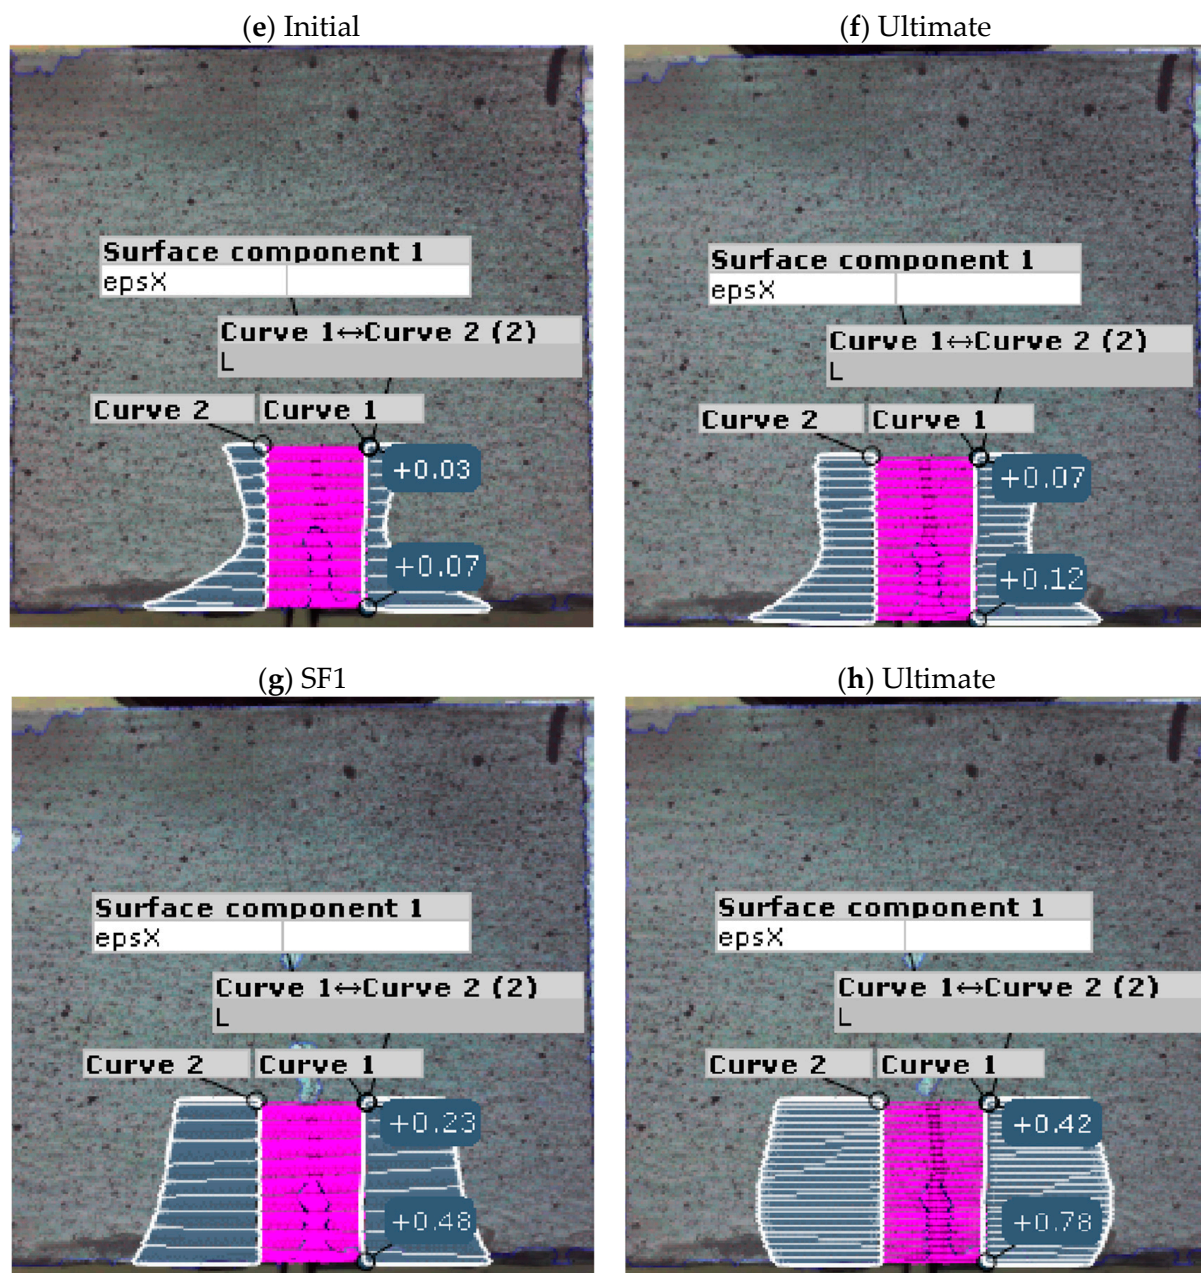 (e) Initial
(f) Ultimate
Surface component 1
epsX
Curve 1↔Curve 2 (2)
L
Curve 2
Curve 1
+0.03
+0.07
Surface component 1
epsX
Curve 1↔Curve 2 (2)
L
Curve 2
Curve 1
+0.07
+0.12
(g) SF1
(h) Ultimate
Surface component 1
epsX
Curve 1↔Curve 2 (2)
L
Curve 2
Curve 1
+0.23
+0.48
Surface component 1
epsX
Curve 1↔Curve 2 (2)
L
Curve 2
Curve 1
+0.42
+0.78